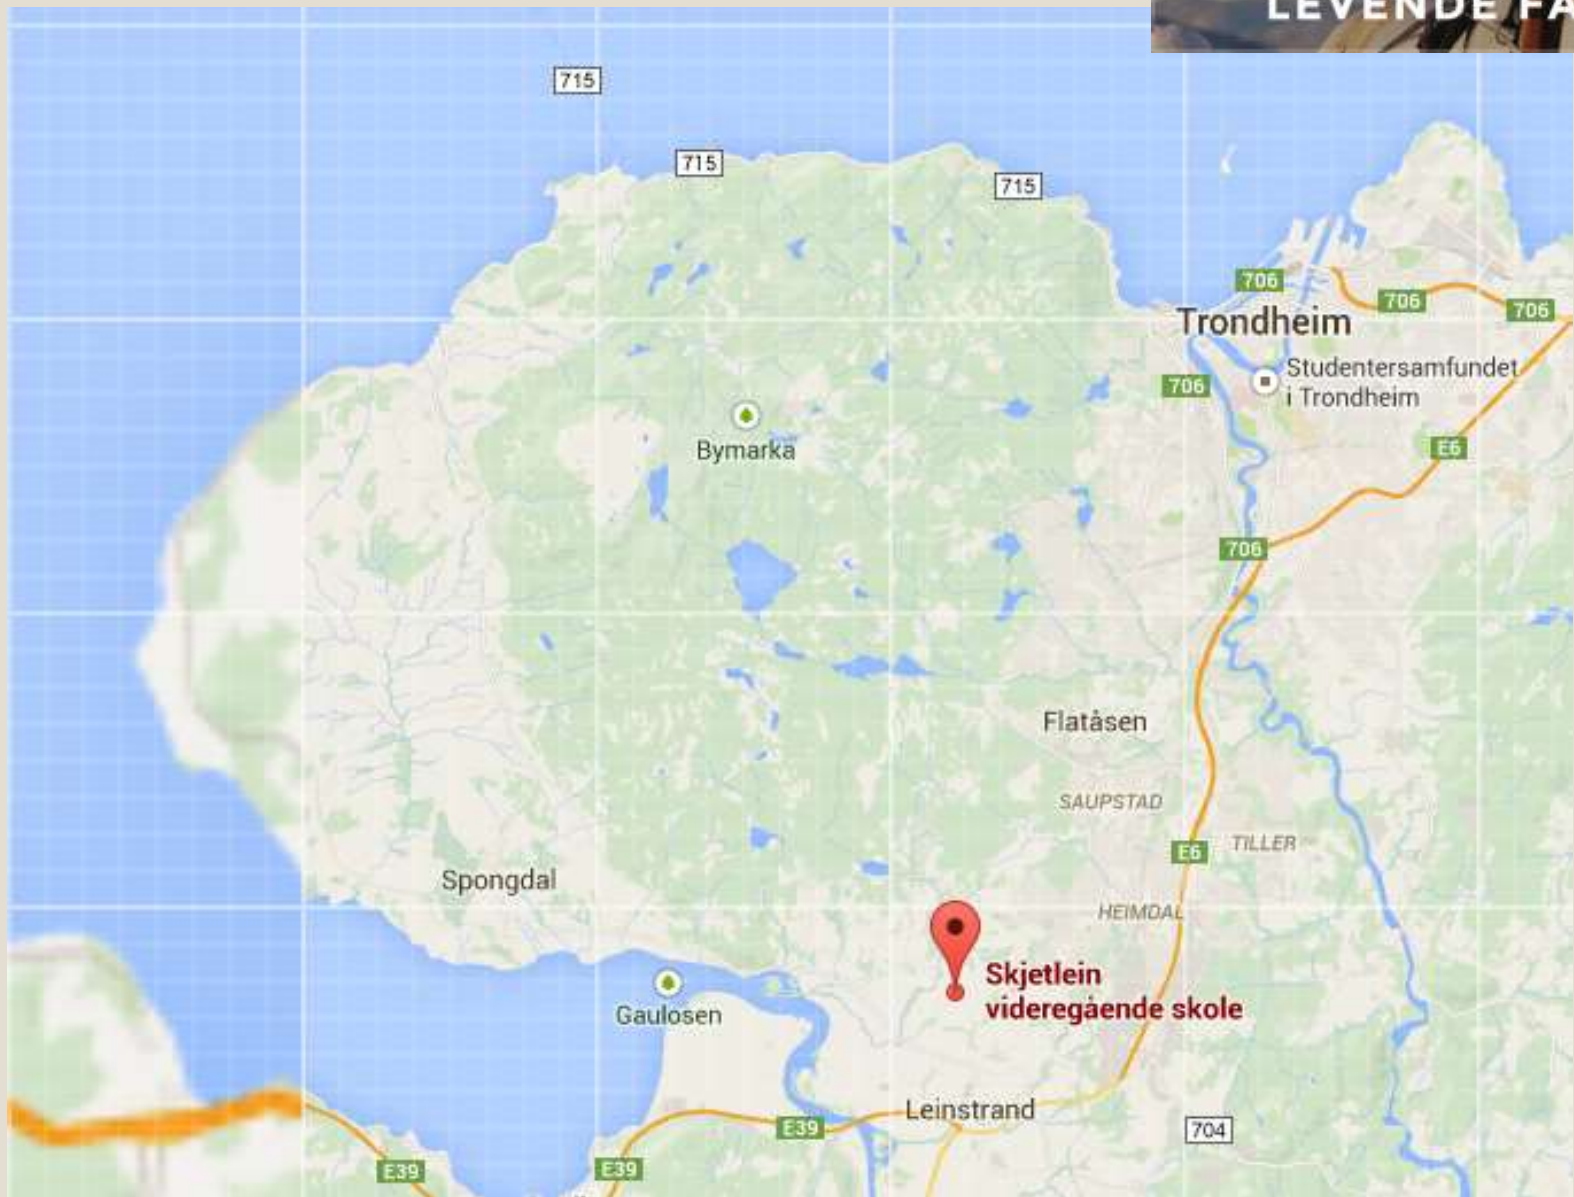 LEVENDE FA
715
715
715
706
706
706
Trondheim
Studentersamfundet
i Trondheim
706
E6
Bymarka
706
Flatåsen
SAUPSTAD
TILLER
E6
Spongdal
HEIMDAL
Skjetlein
videregående skole
Gaulosen
Leinstrand
E39
704
E39
E39